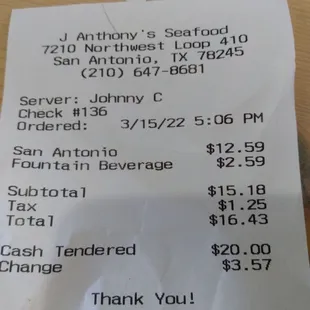 J Anthony's Seafood
7210 Northwest Loop 410
San Antonio, TX 78245
(210) 647-8681
Server: Johnny C
Check #136
Ordered: 3/15/22 5:06 PM
San Antonio $12.59
Fountain Beverage $2.59
Subtotal $15.18
Tax $1.25
Total $16.43
Cash Tendered $20.00
Change $3.57
Thank You!